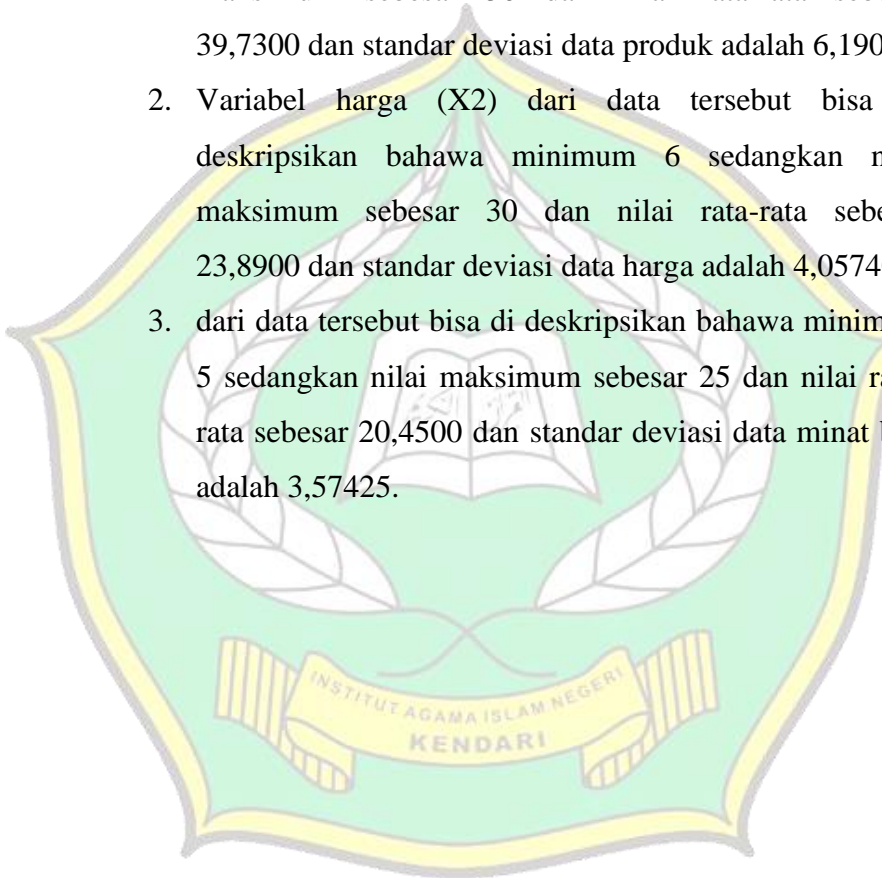 39,7300 dan standar deviasi data produk adalah 6,190
2. Variabel harga (X2) dari data tersebut bisa
deskripsikan bahawa minimum 6 sedangkan
maksimum sebesar 30 dan nilai rata-rata
23,8900 dan standar deviasi data harga adalah 4,0574
3. dari data tersebut bisa di deskripsikan bahawa
5 sedangkan nilai maksimum sebesar 25 dan nilai
rata sebesar 20,4500 dan standar deviasi data minat
adalah 3,57425.
INSTITUT AGAMA ISLAM NEGERI
KENDARI